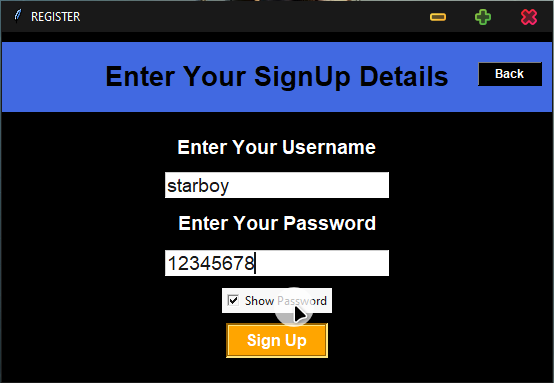 REGISTER
Enter Your SignUp Details
Back
Enter Your Username
starboy
Enter Your Password
12345678
Show Password
Sign Up